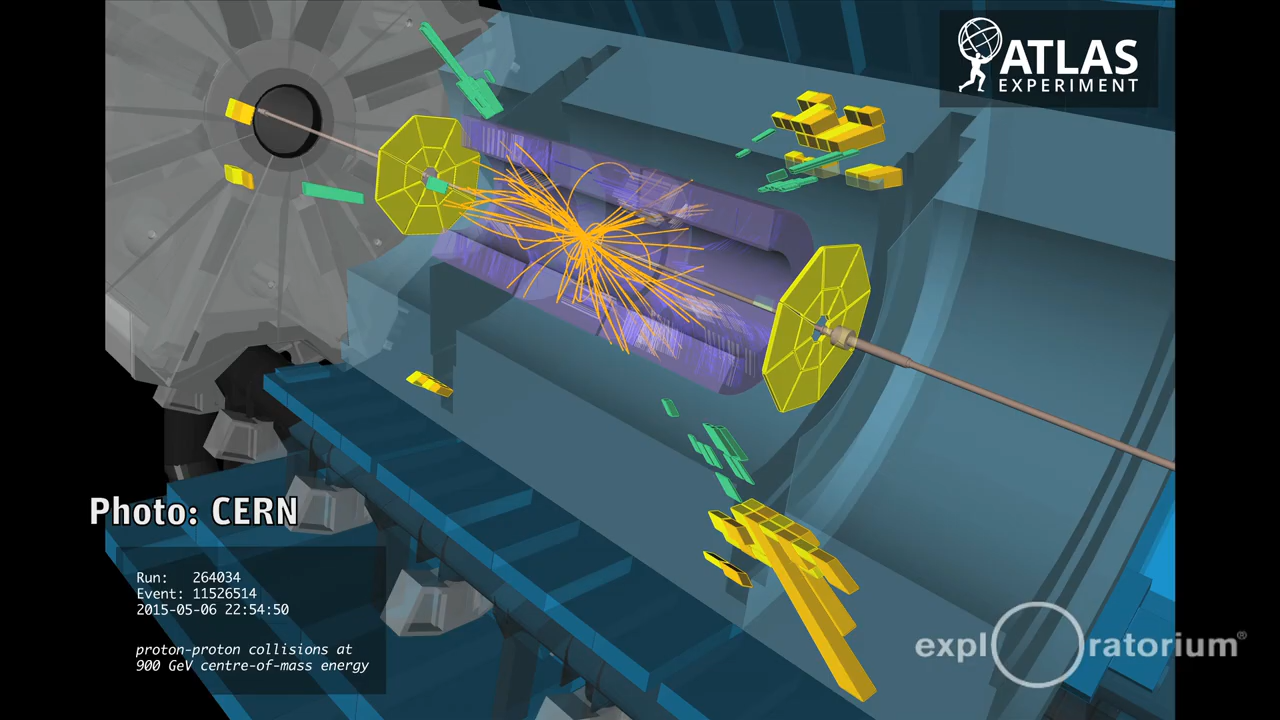 ATLAS
EXPERIMENT
Photo: CERN
Run: 264034
Event: 11526514
2015-05-06 22:54:50
proton-proton collisions at
900 GeV centre-of-mass energy
exploratorium®